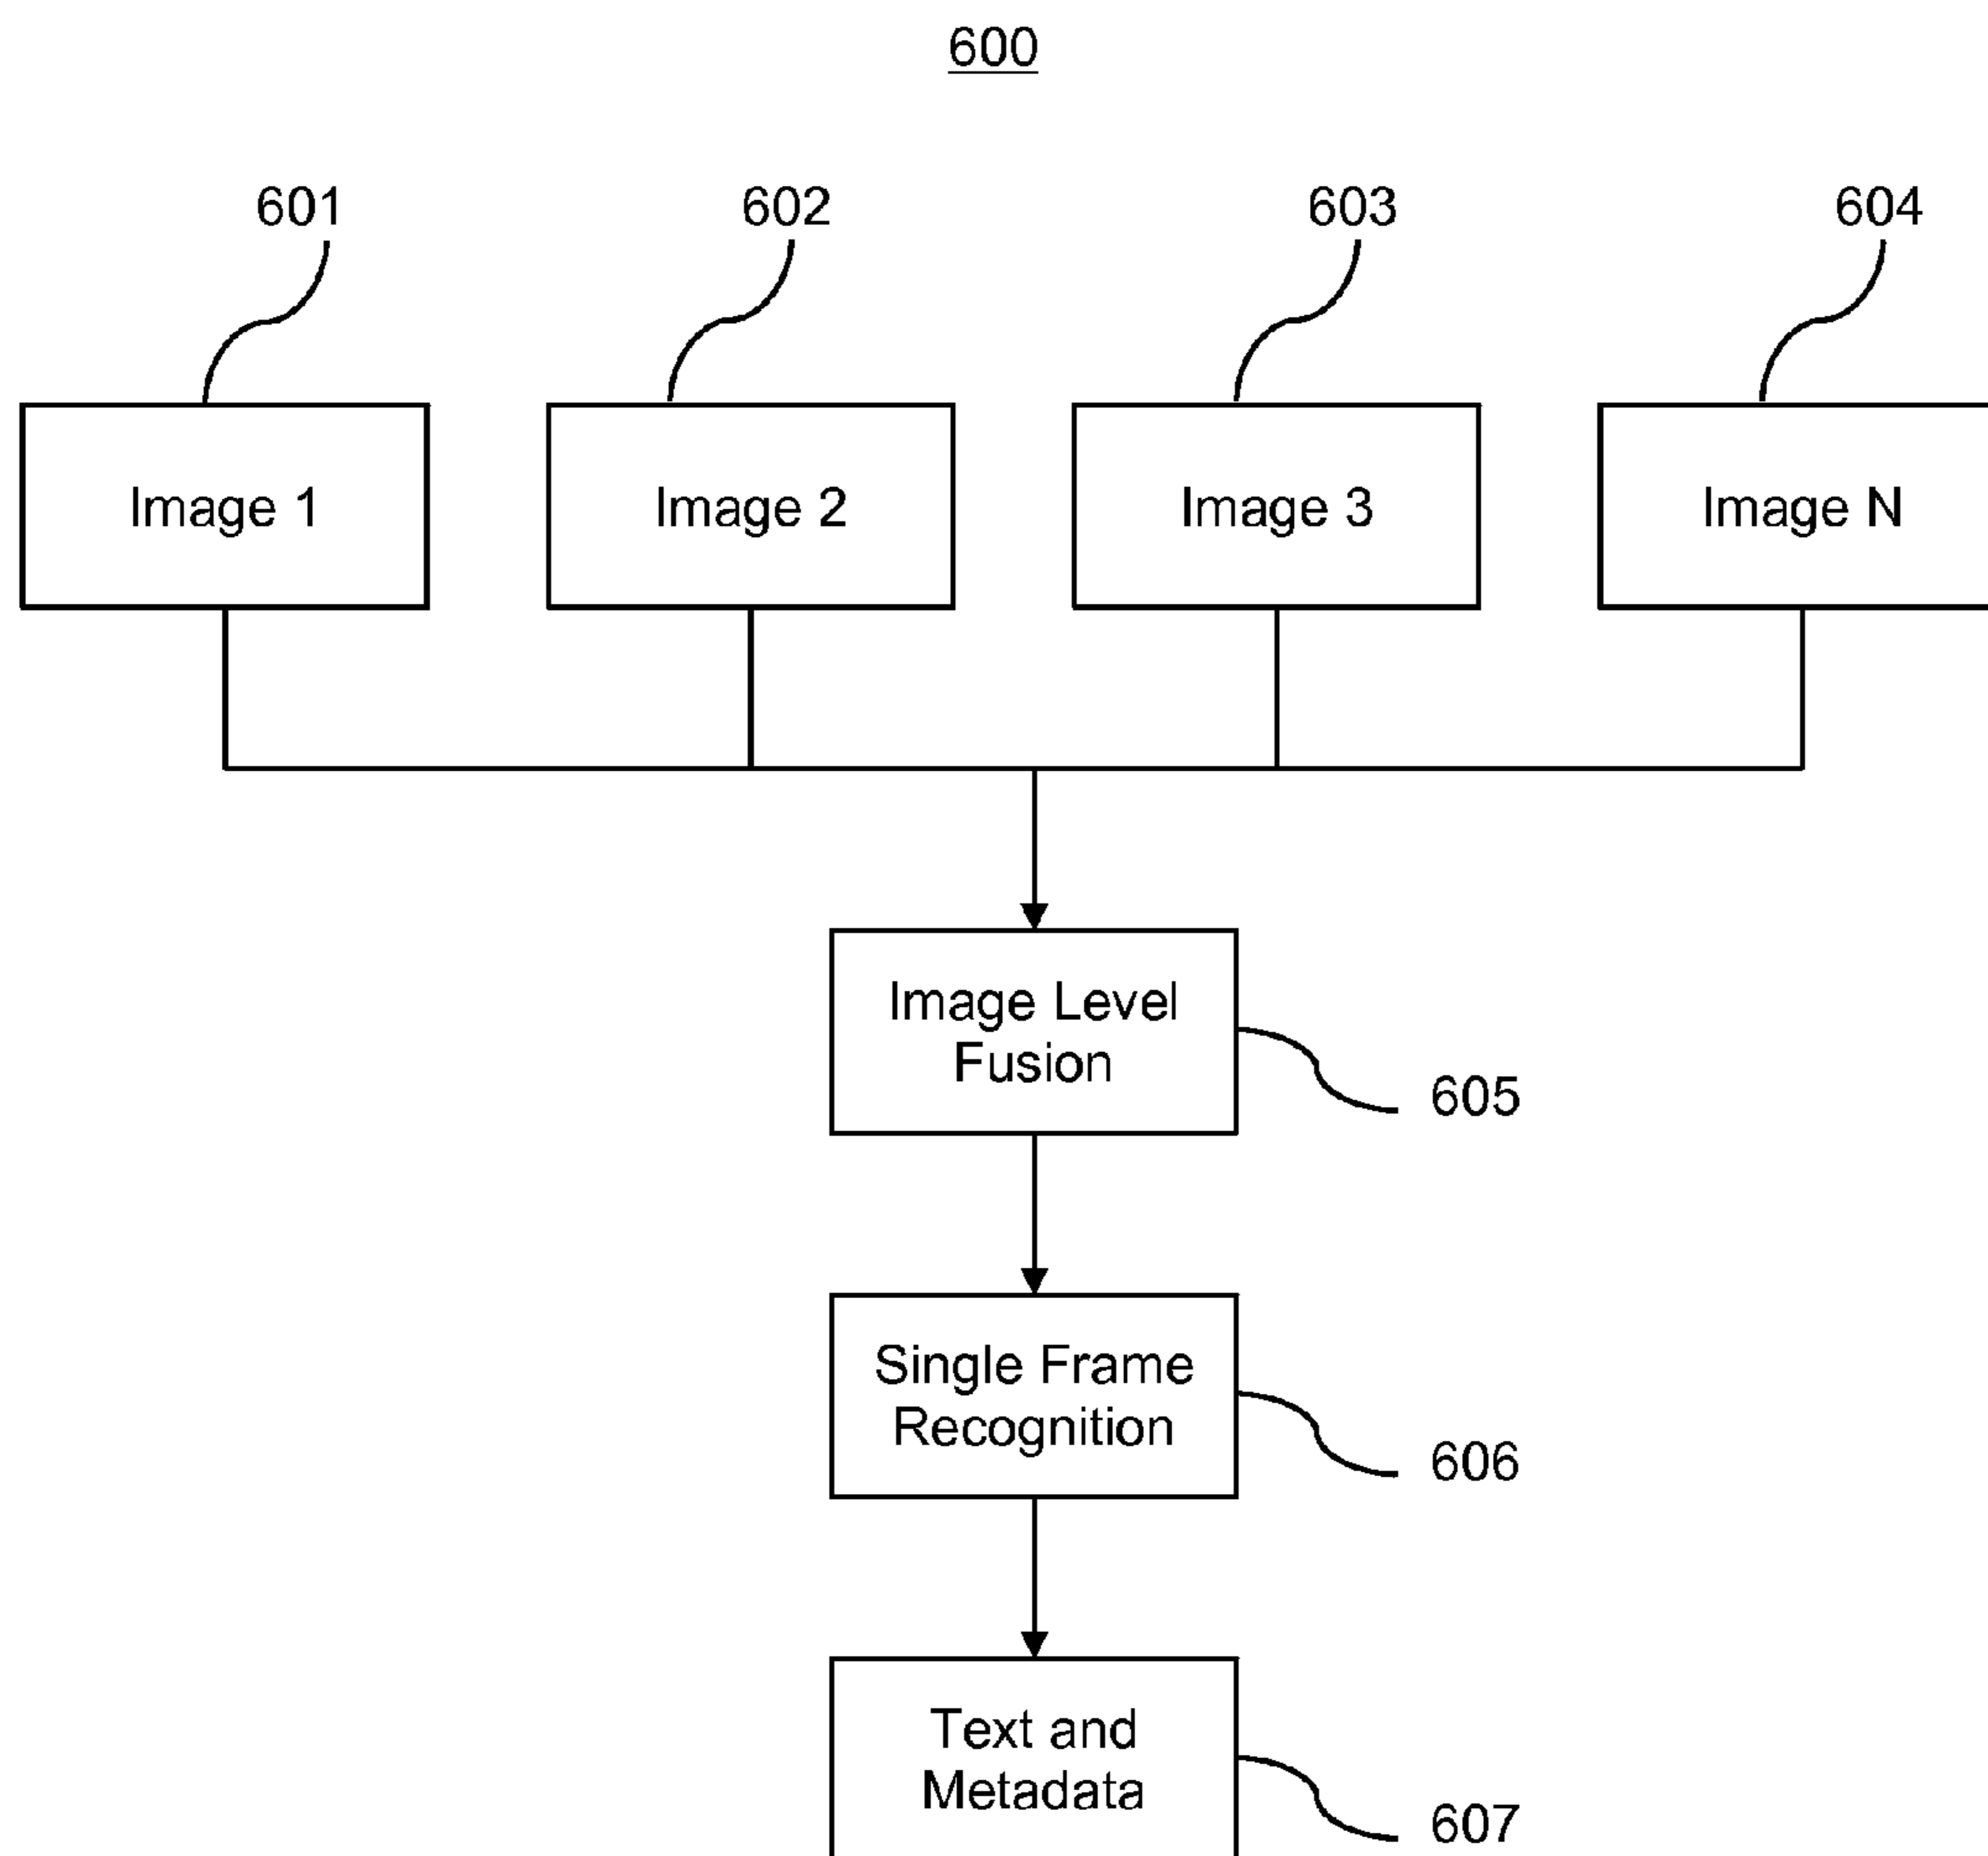 600
601
602
603
604
Image 1
Image 2
Image 3
Image N
Image Level
Fusion
605
Single Frame
Recognition
606
Text and
Metadata
607